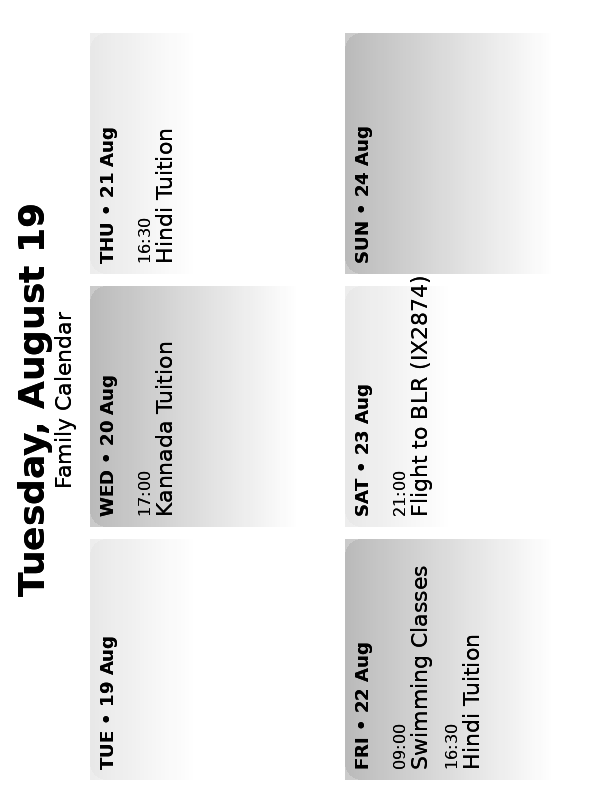 Tuesday, August 19
Family Calendar
TUE • 19 Aug
WED • 20 Aug
17:00
Kannada Tuition
THU • 21 Aug
16:30
Hindi Tuition
FRI • 22 Aug
09:00
Swimming Classes
16:30
Hindi Tuition
SAT • 23 Aug
21:00
Flight to BLR (IX2874)
SUN • 24 Aug